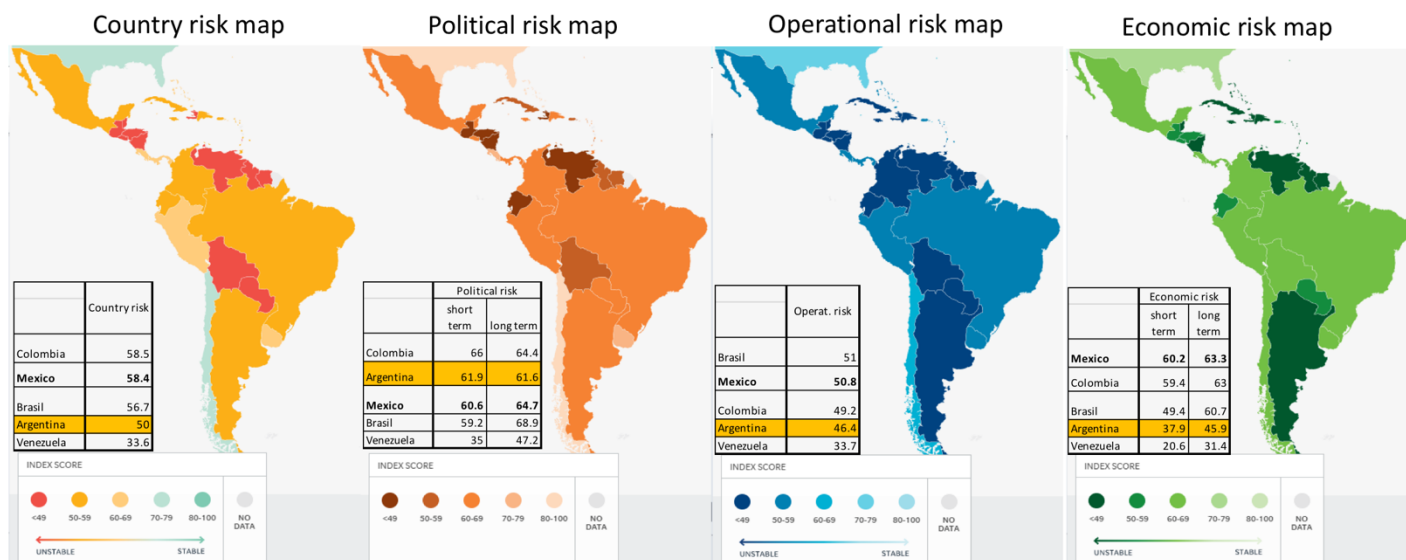 Country risk map
Country risk
Colombia 58.5
Mexico 58.4
Brasil 56.7
Argentina 50
Venezuela 33.6
INDEX SCORE
<49 50-59 60-69 70-79 80-100 NO DATA
UNSTABLE STABLE
Political risk map
Political risk
short term long term
Colombia 66 64.4
Argentina 61.9 61.6
Mexico 60.6 64.7
Brasil 59.2 68.9
Venezuela 35 47.2
INDEX SCORE
<49 50-59 60-69 70-79 80-100 NO DATA
Operational risk map
Operat. risk
Brasil 51
Mexico 50.8
Colombia 49.2
Argentina 46.4
Venezuela 33.7
INDEX SCORE
<49 50-59 60-69 70-79 80-100 NO DATA
UNSTABLE STABLE
Economic risk map
Economic risk
short term long term
Mexico 60.2 63.3
Colombia 59.4 63
Brasil 49.4 60.7
Argentina 37.9 45.9
Venezuela 20.6 31.4
INDEX SCORE
<49 50-59 60-69 70-79 80-100 NO DATA
UNSTABLE STABLE